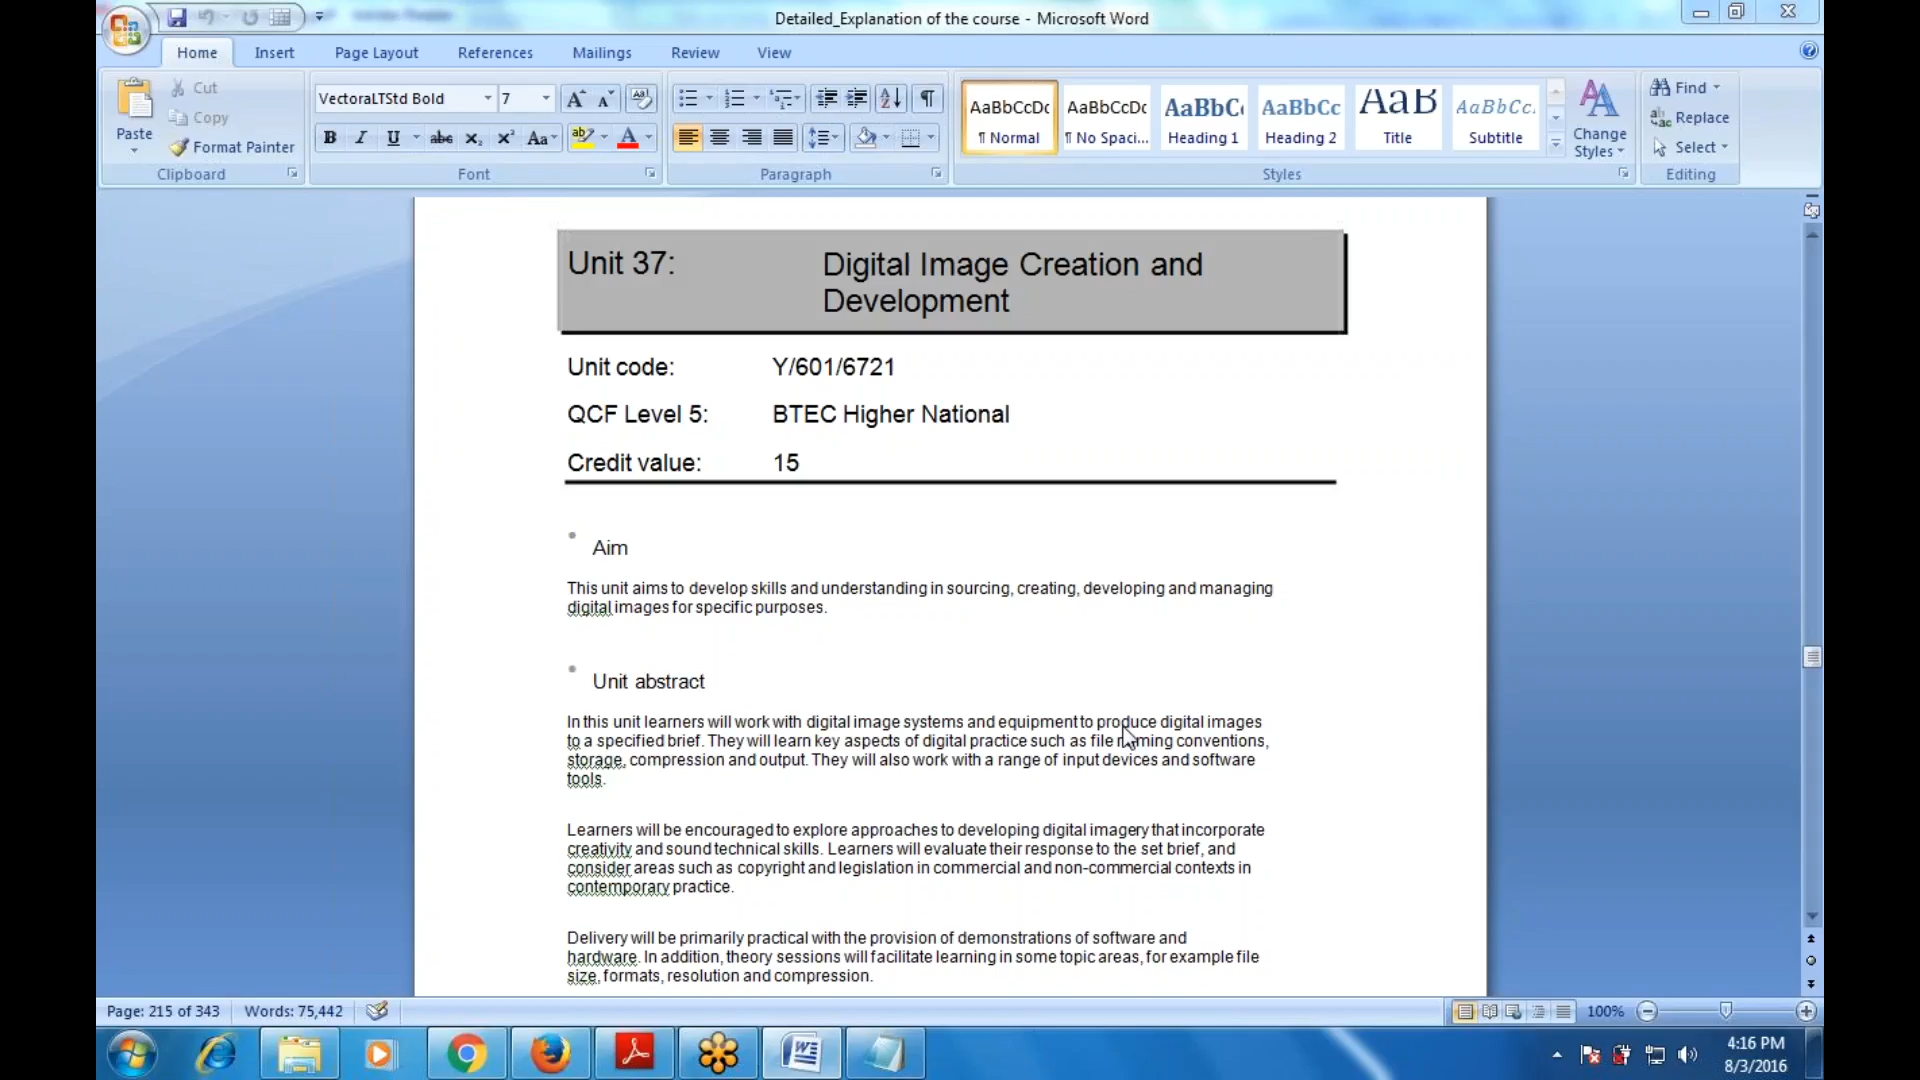 Detailed_Explanation of the course - Microsoft Word
Home Insert Page Layout References Mailings Review View
Paste
Cut
Copy
Format Painter
Clipboard
VectoraLTStd Bold 7
Font
Paragraph
AaBbCcDc AaBbCcDc AaBbC AaBbCc AaB AaBbCc.
¶ Normal ¶ No Spaci... Heading 1 Heading 2 Title Subtitle
Change Styles
Styles
Find
Replace
Select
Editing
Unit 37: Digital Image Creation and
Development
Unit code: Y/601/6721
QCF Level 5: BTEC Higher National
Credit value: 15
Aim
This unit aims to develop skills and understanding in sourcing, creating, developing and managing
digital images for specific purposes.
Unit abstract
In this unit learners will work with digital image systems and equipment to produce digital images
to a specified brief. They will learn key aspects of digital practice such as file naming conventions,
storage, compression and output. They will also work with a range of input devices and software
tools.
Learners will be encouraged to explore approaches to developing digital imagery that incorporate
creativity and sound technical skills. Learners will evaluate their response to the set brief, and
consider areas such as copyright and legislation in commercial and non-commercial contexts in
contemporary practice.
Delivery will be primarily practical with the provision of demonstrations of software and
hardware. In addition, theory sessions will facilitate learning in some topic areas, for example file
size, formats, resolution and compression.
Page: 215 of 343 Words: 75,442 100%
4:16 PM
8/3/2016